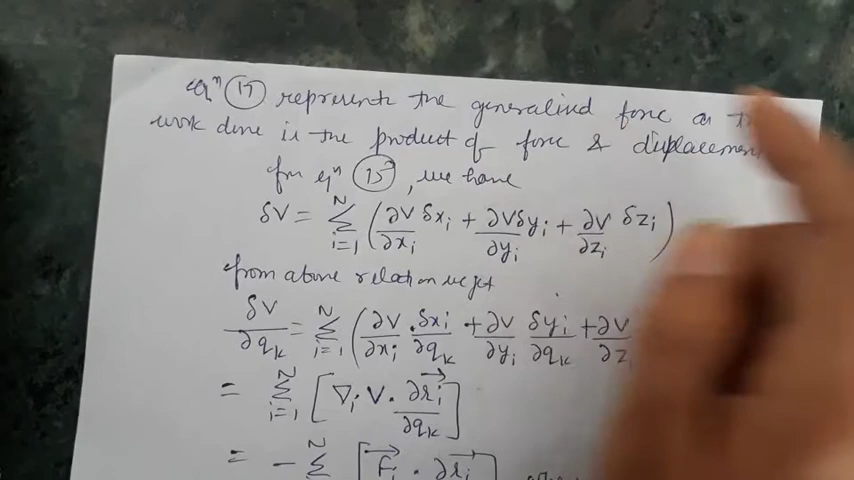 eqⁿ (17) represents the generalized force as the
work done is the product of force & displacement
from eqⁿ (15), we have
δV = Σ_{i=1}^{N} (∂V/∂x_i δx_i + ∂V/∂y_i δy_i + ∂V/∂z_i δz_i)
from above relation we get
δV/∂q_k = Σ_{i=1}^{N} (∂V/∂x_i · δx_i/∂q_k + ∂V/∂y_i δy_i/∂q_k + ∂V/∂z_i
= Σ_{i=1}^{N} [∇_i V · ∂r⃗_i/∂q_k]
= - Σ^{N} [F⃗_i · ∂r⃗_i